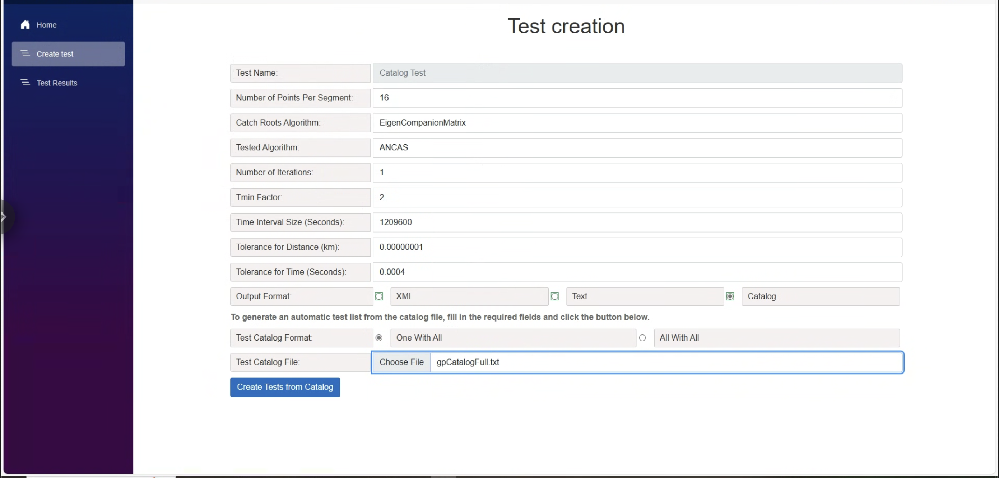 Home
Create test
Test Results
Test creation
Test Name: Catalog Test
Number of Points Per Segment: 16
Catch Roots Algorithm: EigenCompanionMatrix
Tested Algorithm: ANCAS
Number of Iterations: 1
Tmin Factor: 2
Time Interval Size (Seconds): 1209600
Tolerance for Distance (km): 0.00000001
Tolerance for Time (Seconds): 0.0004
Output Format: XML Text Catalog
To generate an automatic test list from the catalog file, fill in the required fields and click the button below.
Test Catalog Format: One With All All With All
Test Catalog File: Choose File gpCatalogFull.txt
Create Tests from Catalog